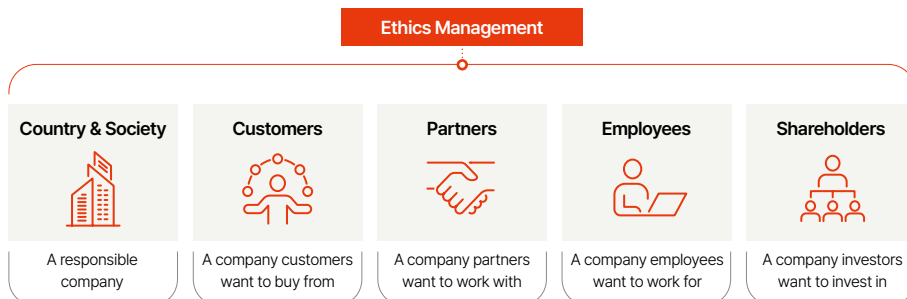 Ethics Management
Country & Society
Customers
Partners
Employees
Shareholders
A responsible
company
A company customers
want to buy from
A company partners
want to work with
A company employees
want to work for
A company investors
want to invest in